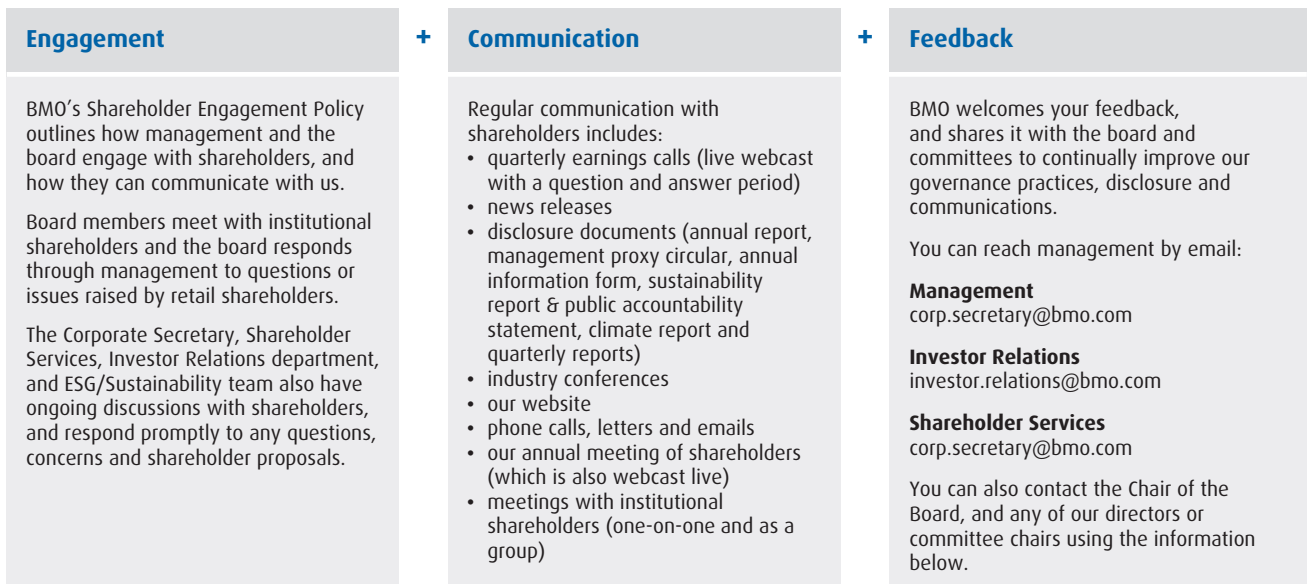 Engagement
BMO's Shareholder Engagement Policy
outlines how management and the
board engage with shareholders, and
how they can communicate with us.
Board members meet with institutional
shareholders and the board responds
through management to questions or
issues raised by retail shareholders.
The Corporate Secretary, Shareholder
Services, Investor Relations department,
and ESG/Sustainability team also have
ongoing discussions with shareholders,
and respond promptly to any questions,
concerns and shareholder proposals.
+
Communication
Regular communication with
shareholders includes:
• quarterly earnings calls (live webcast
with a question and answer period)
• news releases
• disclosure documents (annual report,
management proxy circular, annual
information form, sustainability
report & public accountability
statement, climate report and
quarterly reports)
• industry conferences
• our website
• phone calls, letters and emails
• our annual meeting of shareholders
(which is also webcast live)
• meetings with institutional
shareholders (one-on-one and as a
group)
+
Feedback
BMO welcomes your feedback,
and shares it with the board and
committees to continually improve our
governance practices, disclosure and
communications.
You can reach management by email:
Management
corp.secretary@bmo.com
Investor Relations
investor.relations@bmo.com
Shareholder Services
corp.secretary@bmo.com
You can also contact the Chair of the
Board, and any of our directors or
committee chairs using the information
below.